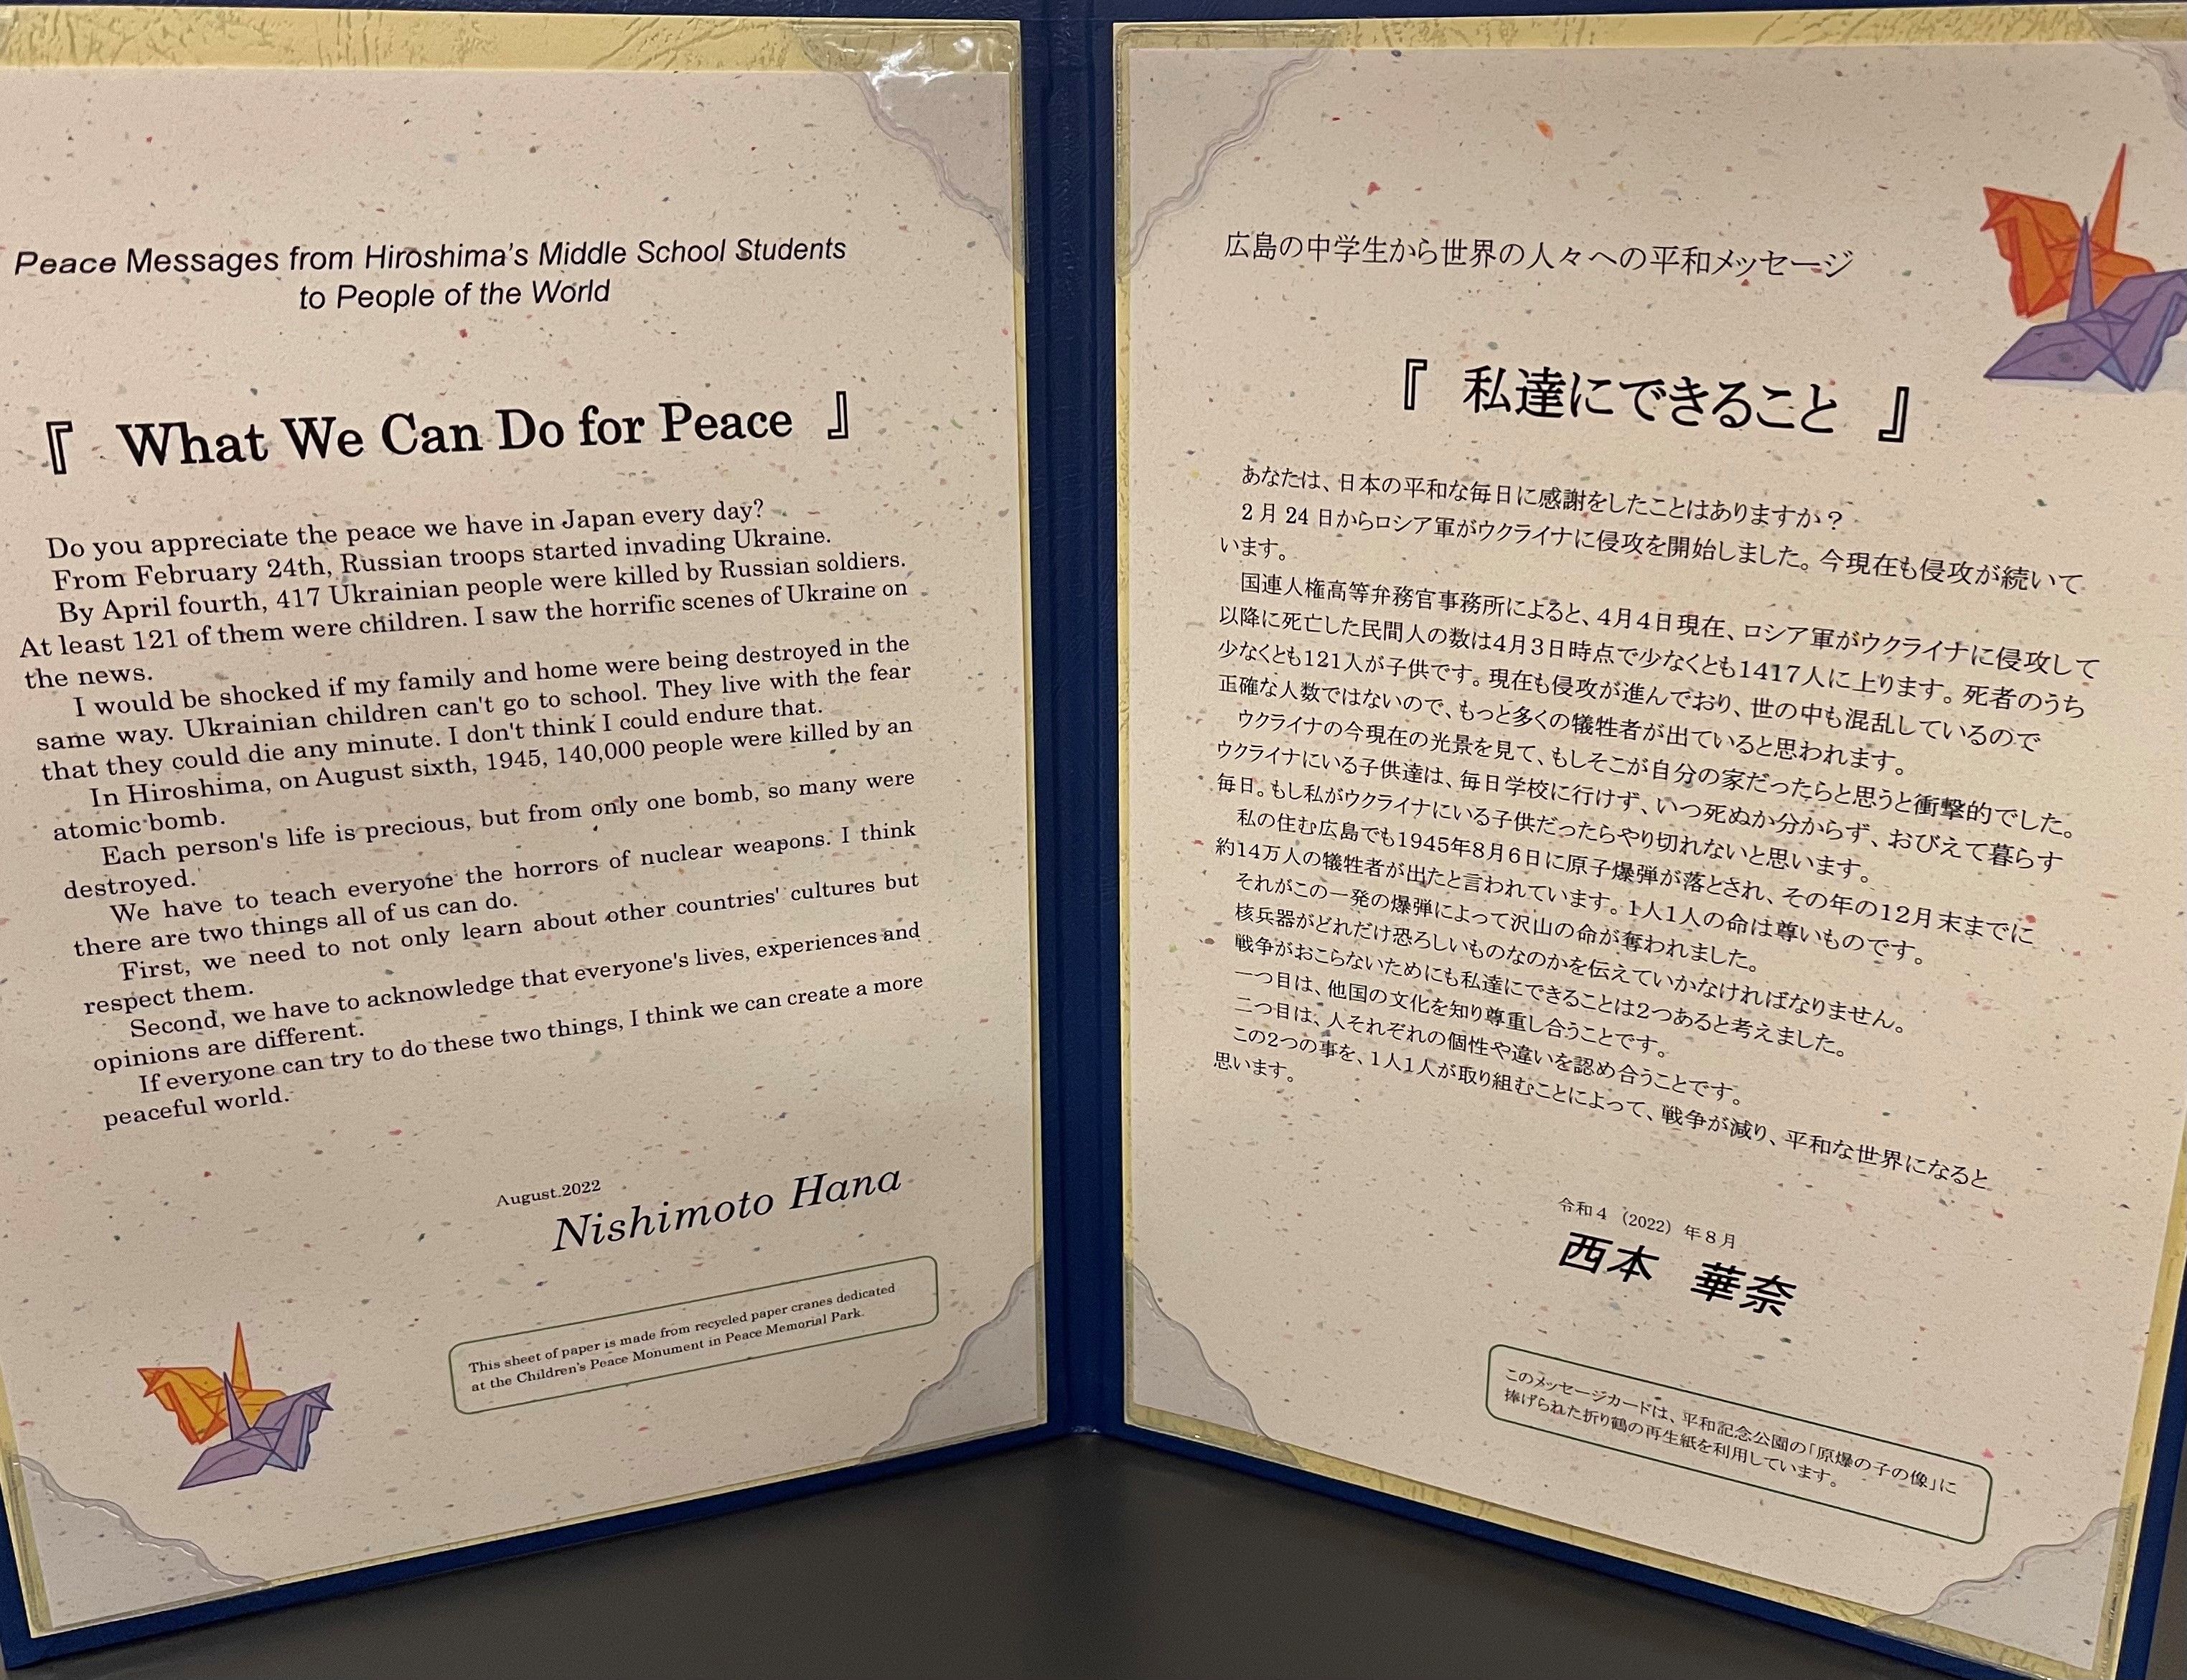 Peace Messages from Hiroshima's Middle School Students
to People of the World
『 What We Can Do for Peace 』
Do you appreciate the peace we have in Japan every day?
From February 24th, Russian troops started invading Ukraine.
By April fourth, 417 Ukrainian people were killed by Russian soldiers.
At least 121 of them were children. I saw the horrific scenes of Ukraine on
the news.
I would be shocked if my family and home were being destroyed in the
same way. Ukrainian children can't go to school. They live with the fear
that they could die any minute. I don't think I could endure that.
In Hiroshima, on August sixth, 1945, 140,000 people were killed by an
atomic bomb.
Each person's life is precious, but from only one bomb, so many were
destroyed.
We have to teach everyone the horrors of nuclear weapons. I think
there are two things all of us can do.
First, we need to not only learn about other countries' cultures but
respect them.
Second, we have to acknowledge that everyone's lives, experiences and
opinions are different.
If everyone can try to do these two things, I think we can create a more
peaceful world.
August.2022
Nishimoto Hana
This sheet of paper is made from recycled paper cranes dedicated
at the Children's Peace Monument in Peace Memorial Park.
広島の中学生から世界の人々への平和メッセージ
『 私達にできること 』
あなたは、日本の平和な毎日に感謝をしたことはありますか？
2月24日からロシア軍がウクライナに侵攻を開始しました。今現在も侵攻が続いて
います。
国連人権高等弁務官事務所によると、4月4日現在、ロシア軍がウクライナに侵攻して
以降に死亡した民間人の数は4月3日時点で少なくとも1417人に上ります。死者のうち
少なくとも121人が子供です。現在も侵攻が進んでおり、世の中も混乱しているので
正確な人数ではないので、もっと多くの犠牲者が出ていると思われます。
ウクライナの今現在の光景を見て、もしそこが自分の家だったらと思うと衝撃的でした。
ウクライナにいる子供達は、毎日学校に行けず、いつ死ぬか分からず、おびえて暮らす
毎日。もし私がウクライナにいる子供だったらやり切れないと思います。
私の住む広島でも1945年8月6日に原子爆弾が落とされ、その年の12月末までに
約14万人の犠牲者が出たと言われています。1人1人の命は尊いものです。
それがこの一発の爆弾によって沢山の命が奪われました。
核兵器がどれだけ恐ろしいものなのかを伝えていかなければなりません。
戦争がおこらないためにも私達にできることは2つあると考えました。
一つ目は、他国の文化を知り尊重し合うことです。
二つ目は、人それぞれの個性や違いを認め合うことです。
この2つの事を、1人1人が取り組むことによって、戦争が減り、平和な世界になると
思います。
令和4（2022）年8月
西本 華奈
このメッセージカードは、平和記念公園の「原爆の子の像」に
捧げられた折り鶴の再生紙を利用しています。